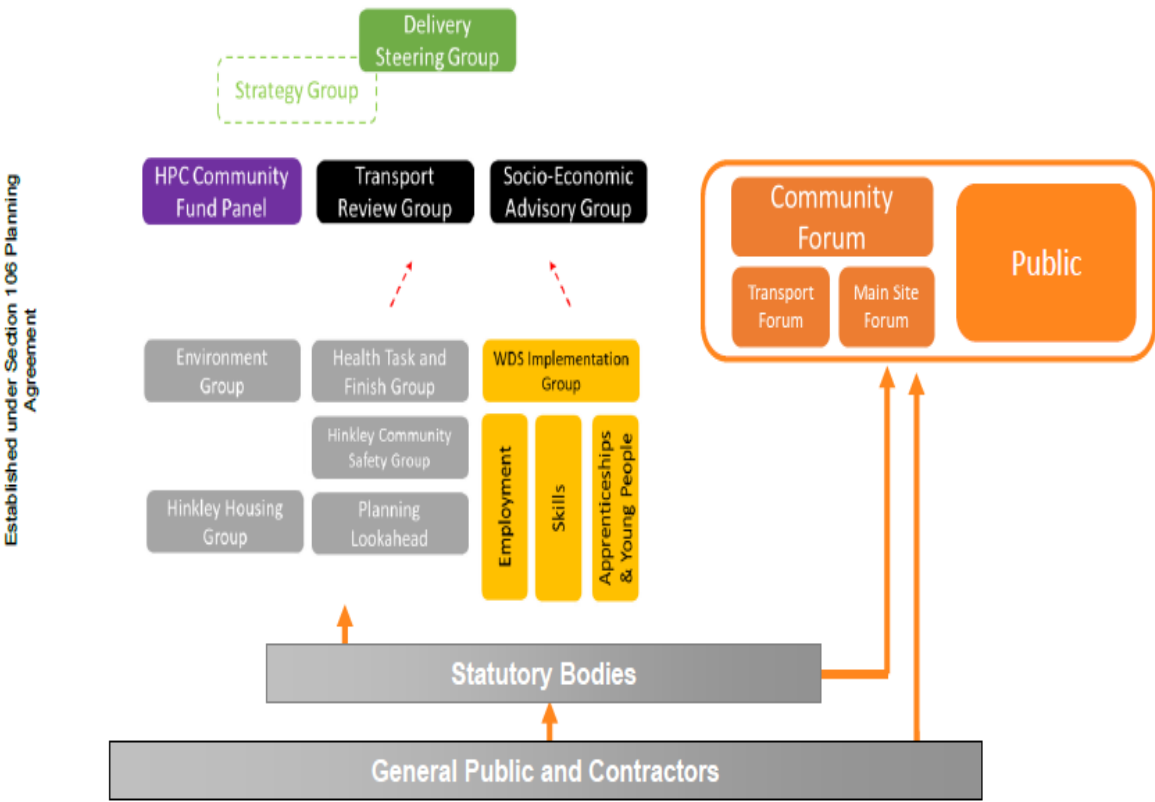 Delivery
Steering Group
Strategy Group
HPC Community
Fund Panel
Transport
Review Group
Socio-Economic
Advisory Group
Community
Forum
Public
Transport
Forum
Main Site
Forum
Established under Section 106 Planning
Agreement
Environment
Group
Health Task and
Finish Group
WDS Implementation
Group
Hinkley Community
Safety Group
Hinkley Housing
Group
Planning
Lookahead
Employment
Skills
Apprenticeships
& Young People
Statutory Bodies
General Public and Contractors